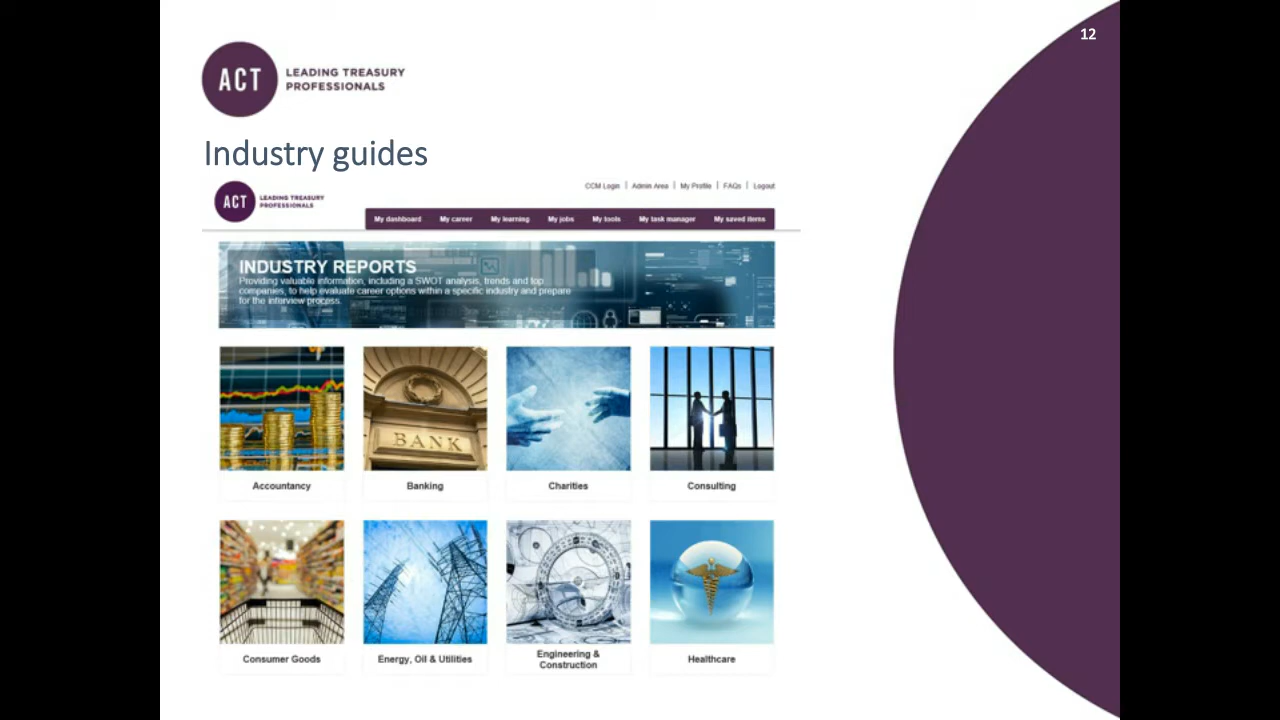 12
ACT
LEADING TREASURY
PROFESSIONALS
Industry guides
CCM Login | Admin Area | My Profile | FAQs | Logout
ACT
LEADING TREASURY
PROFESSIONALS
My dashboard My career My learning My jobs My tools My task manager My saved items
INDUSTRY REPORTS
Providing valuable information, including a SWOT analysis, trends and top
companies, to help evaluate career options within a specific industry and prepare
for the interview process.
BANK
Accountancy Banking Charities Consulting
Consumer Goods Energy, Oil & Utilities Engineering &
Construction Healthcare